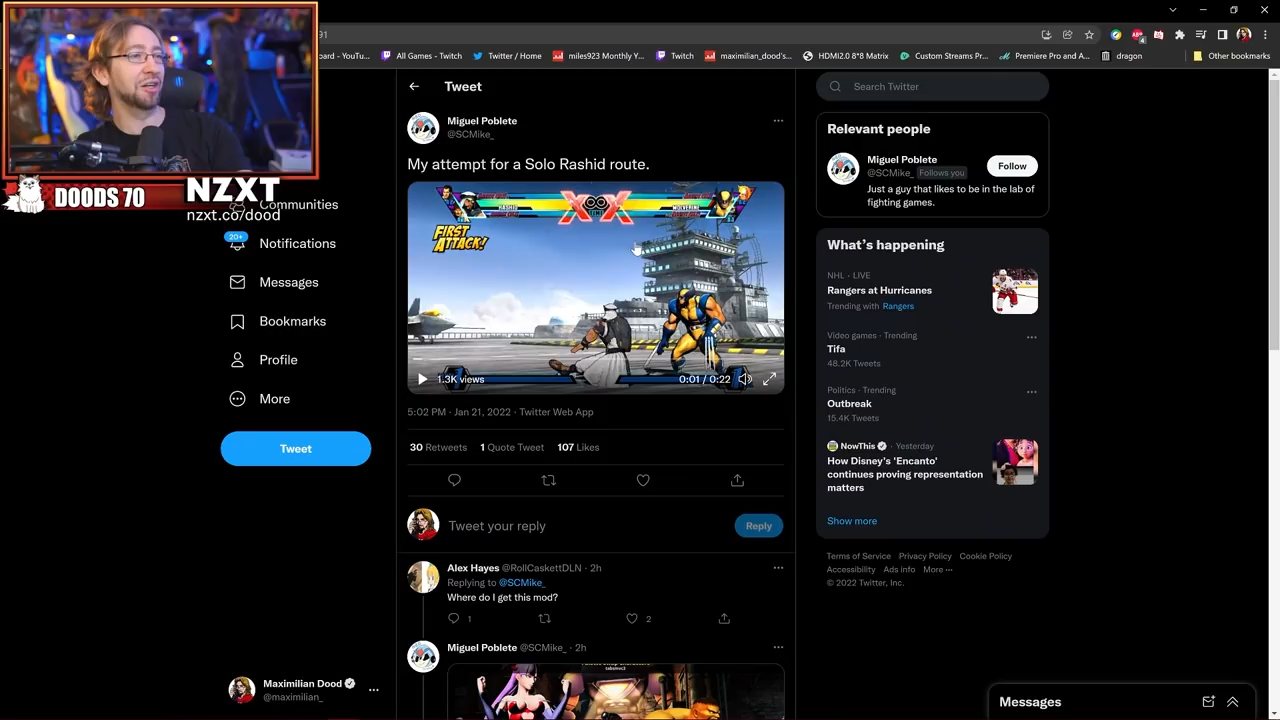 91
board - YouTu...
All Games - Twitch
Twitter / Home
miles923 Monthly Y...
Twitch
maximilian_dood's...
HDMI2.0 8*8 Matrix
Custom Streams Pr...
Premiere Pro and A...
dragon
Other bookmarks
DOODS 70
NZXT
nzxt.co/dood
Communities
20+
Notifications
Messages
Bookmarks
Profile
More
Tweet
Maximilian Dood
@maximilian_
Tweet
Miguel Poblete
@SCMike_
My attempt for a Solo Rashid route.
RASHID
WOLVERINE
FIRST
ATTACK!
1.3K views
0:01 / 0:22
5:02 PM · Jan 21, 2022 · Twitter Web App
30 Retweets 1 Quote Tweet 107 Likes
Tweet your reply
Reply
Alex Hayes @RollCaskettDLN · 2h
Replying to @SCMike_
Where do I get this mod?
1
2
Miguel Poblete @SCMike_ · 2h
Search Twitter
Relevant people
Miguel Poblete
@SCMike_ Follows you
Follow
Just a guy that likes to be in the lab of
fighting games.
What's happening
NHL · LIVE
Rangers at Hurricanes
Trending with Rangers
Video games · Trending
Tifa
48.2K Tweets
Politics · Trending
Outbreak
15.4K Tweets
NowThis · Yesterday
How Disney's 'Encanto'
continues proving representation
matters
Show more
Terms of Service Privacy Policy Cookie Policy
Accessibility Ads info More ···
© 2022 Twitter, Inc.
Messages